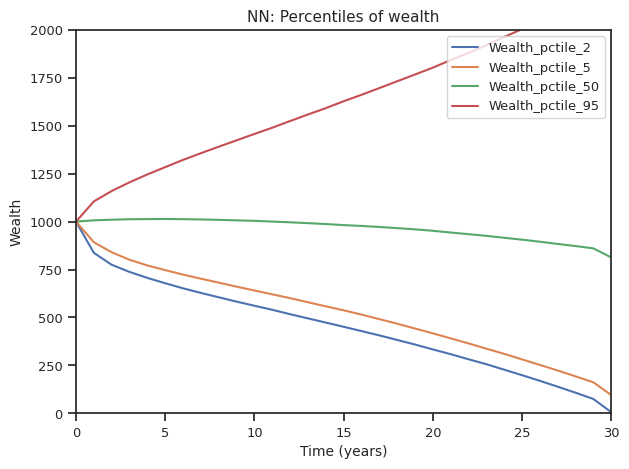 NN: Percentiles of wealth
Wealth_pctile_2
Wealth_pctile_5
Wealth_pctile_50
Wealth_pctile_95
Wealth
2000
1750
1500
1250
1000
750
500
250
0
0 5 10 15 20 25 30
Time (years)